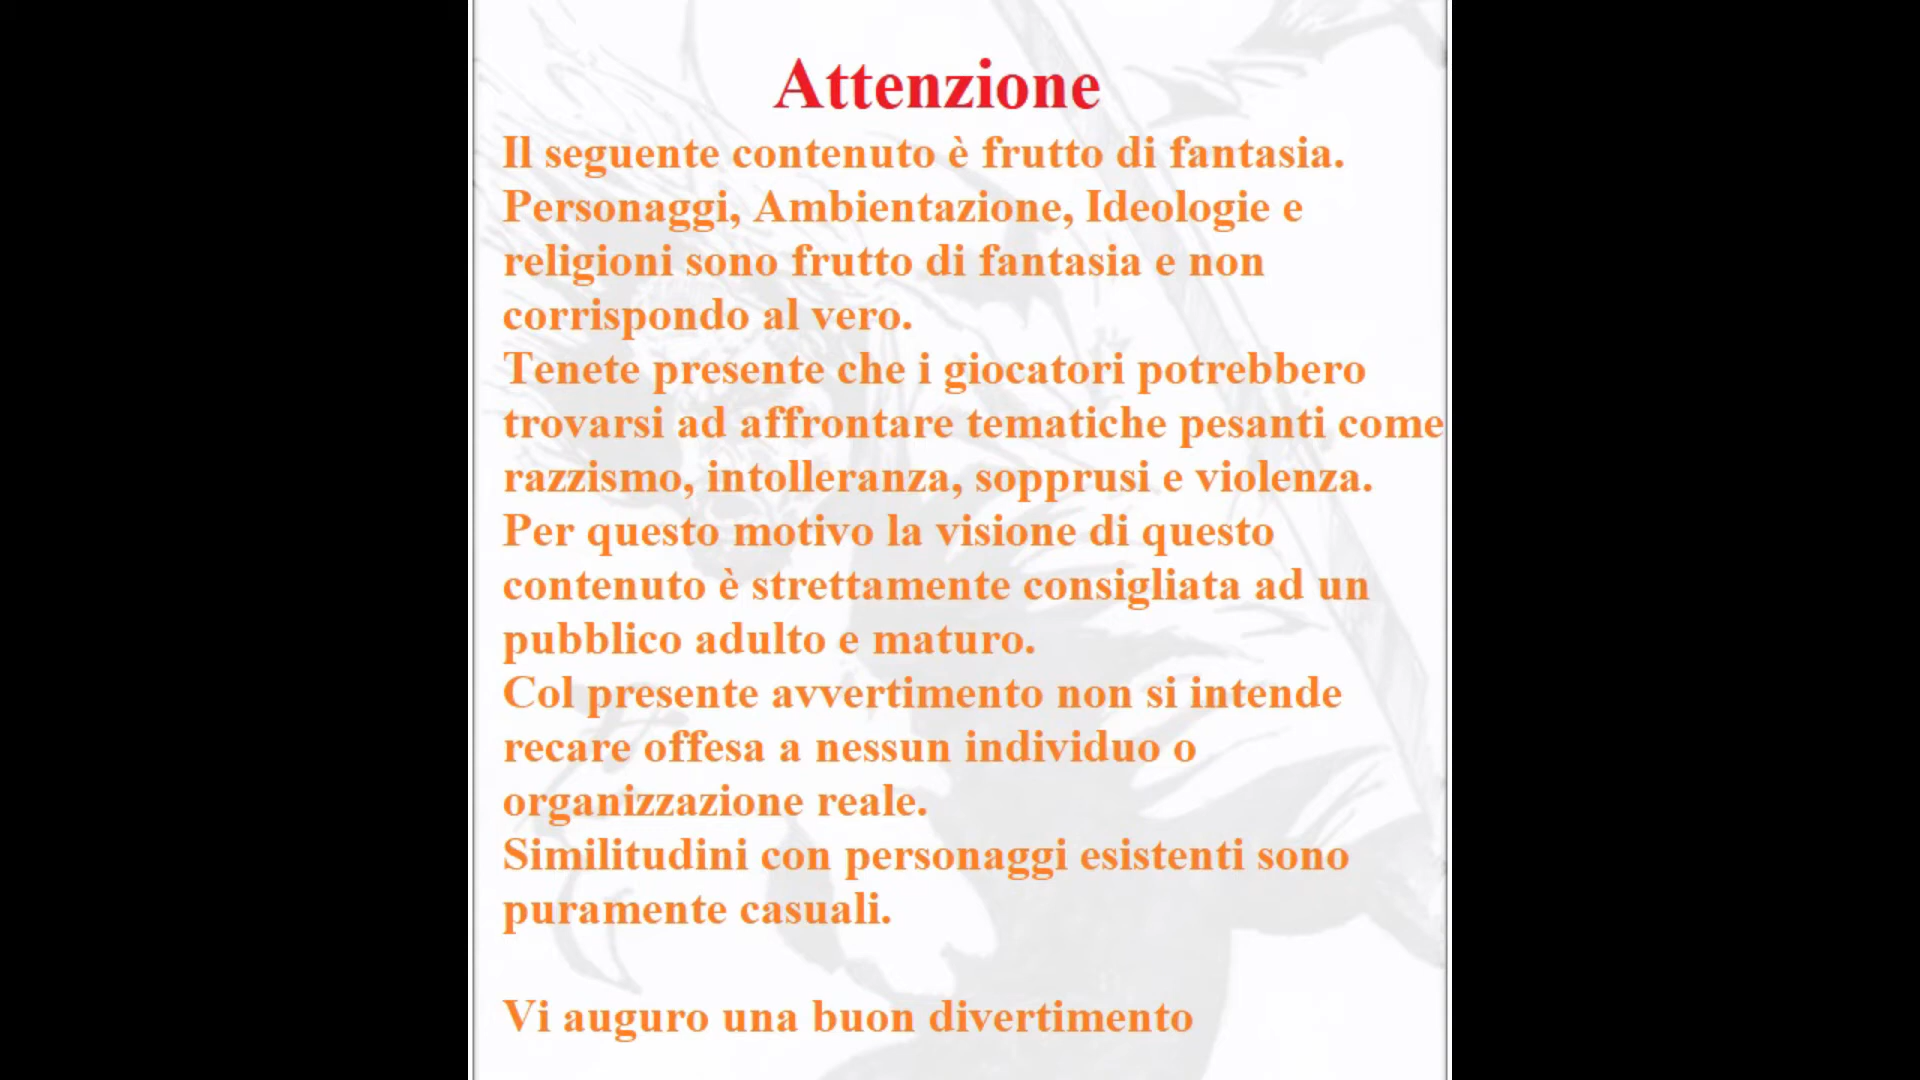 Attenzione
Il seguente contenuto è frutto di fantasia.
Personaggi, Ambientazione, Ideologie e
religioni sono frutto di fantasia e non
corrispondo al vero.
Tenete presente che i giocatori potrebbero
trovarsi ad affrontare tematiche pesanti come
razzismo, intolleranza, sopprusi e violenza.
Per questo motivo la visione di questo
contenuto è strettamente consigliata ad un
pubblico adulto e maturo.
Col presente avvertimento non si intende
recare offesa a nessun individuo o
organizzazione reale.
Similitudini con personaggi esistenti sono
puramente casuali.
Vi auguro una buon divertimento